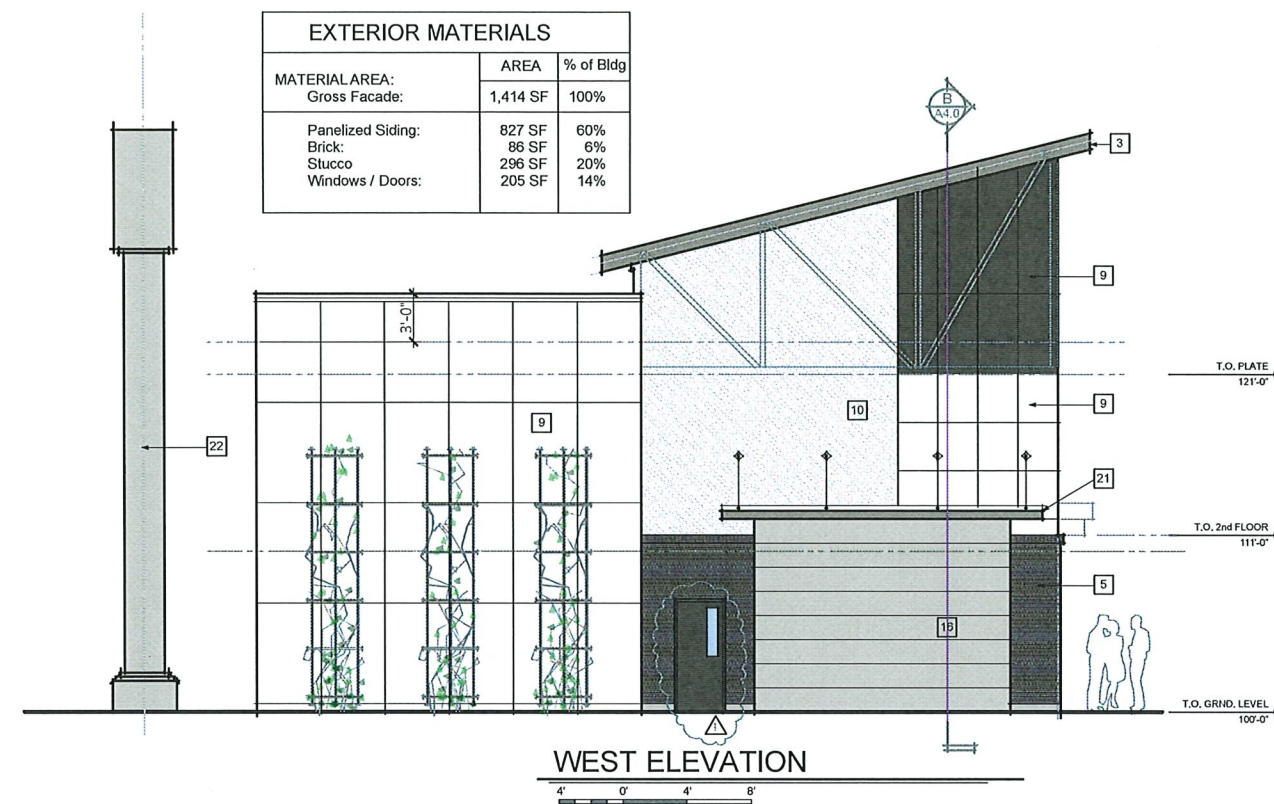 EXTERIOR MATERIALS
AREA % of Bldg
MATERIAL AREA:
Gross Facade: 1,414 SF 100%
Panelized Siding: 827 SF 60%
Brick: 86 SF 6%
Stucco 296 SF 20%
Windows / Doors: 205 SF 14%
B
A4.0
3
9
3'-0"
T.O. PLATE
121'-0"
9
10
9
22
21
T.O. 2nd FLOOR
111'-0"
5
16
T.O. GRND. LEVEL
100'-0"
1
WEST ELEVATION
4' 0' 4' 8'